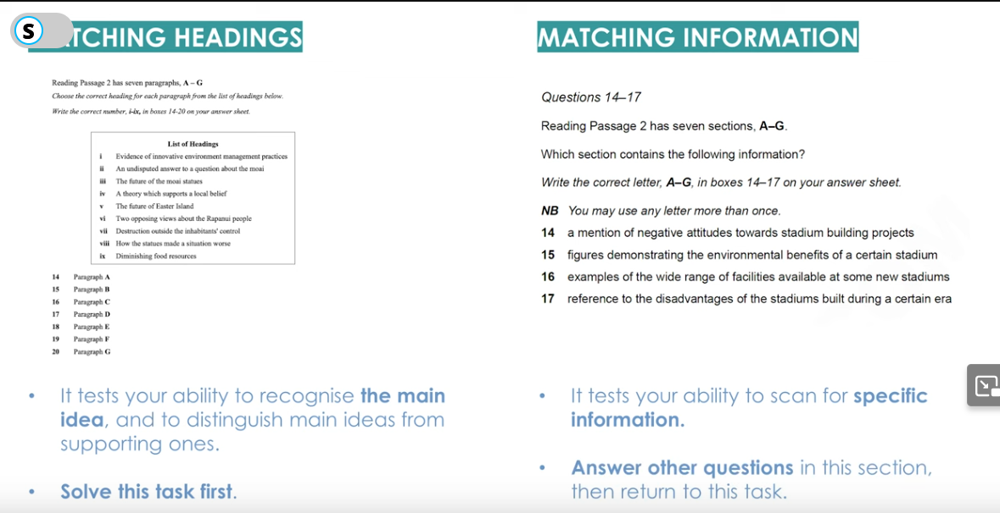 S
TCHING HEADINGS
Reading Passage 2 has seven paragraphs, A – G
Choose the correct heading for each paragraph from the list of headings below.
Write the correct number, i-ix, in boxes 14-20 on your answer sheet.
List of Headings
i Evidence of innovative environment management practices
ii An undisputed answer to a question about the moai
iii The future of the moai statues
iv A theory which supports a local belief
v The future of Easter Island
vi Two opposing views about the Rapanui people
vii Destruction outside the inhabitants' control
viii How the statues made a situation worse
ix Diminishing food resources
14 Paragraph A
15 Paragraph B
16 Paragraph C
17 Paragraph D
18 Paragraph E
19 Paragraph F
20 Paragraph G
• It tests your ability to recognise the main
idea, and to distinguish main ideas from
supporting ones.
• Solve this task first.
MATCHING INFORMATION
Questions 14–17
Reading Passage 2 has seven sections, A–G.
Which section contains the following information?
Write the correct letter, A–G, in boxes 14–17 on your answer sheet.
NB You may use any letter more than once.
14 a mention of negative attitudes towards stadium building projects
15 figures demonstrating the environmental benefits of a certain stadium
16 examples of the wide range of facilities available at some new stadiums
17 reference to the disadvantages of the stadiums built during a certain era
• It tests your ability to scan for specific
information.
• Answer other questions in this section,
then return to this task.